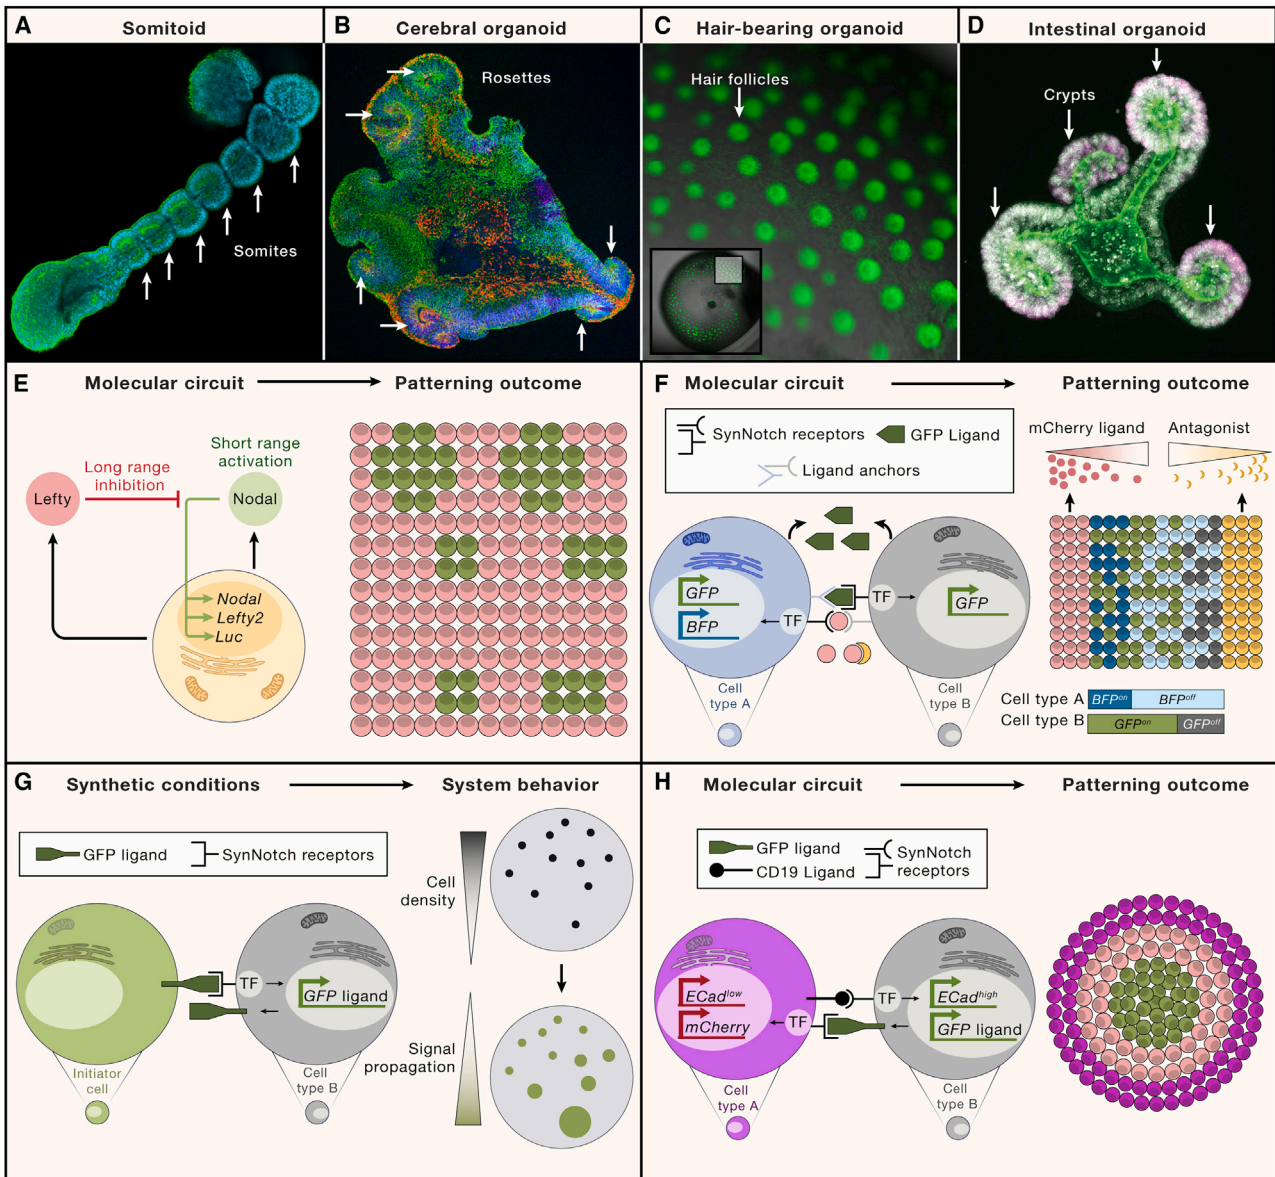 A Somitoid
Somites
B Cerebral organoid
Rosettes
C Hair-bearing organoid
Hair follicles
D Intestinal organoid
Crypts
E Molecular circuit Patterning outcome
Short range
activation
Long range
inhibition
Lefty
Nodal
Nodal
Lefty2
Luc
F Molecular circuit Patterning outcome
SynNotch receptors GFP Ligand
Ligand anchors
mCherry ligand Antagonist
GFP
BFP
TF
TF
GFP
Cell
type A
Cell
type B
Cell type A BFPon BFPoff
Cell type B GFPon GFPoff
G Synthetic conditions System behavior
GFP ligand SynNotch receptors
Cell
density
TF
GFP ligand
Signal
propagation
Initiator
cell
Cell
type B
H Molecular circuit Patterning outcome
GFP ligand
CD19 Ligand
SynNotch
receptors
ECadlow
mCherry
TF
TF
ECadhigh
GFP ligand
Cell
type A
Cell
type B